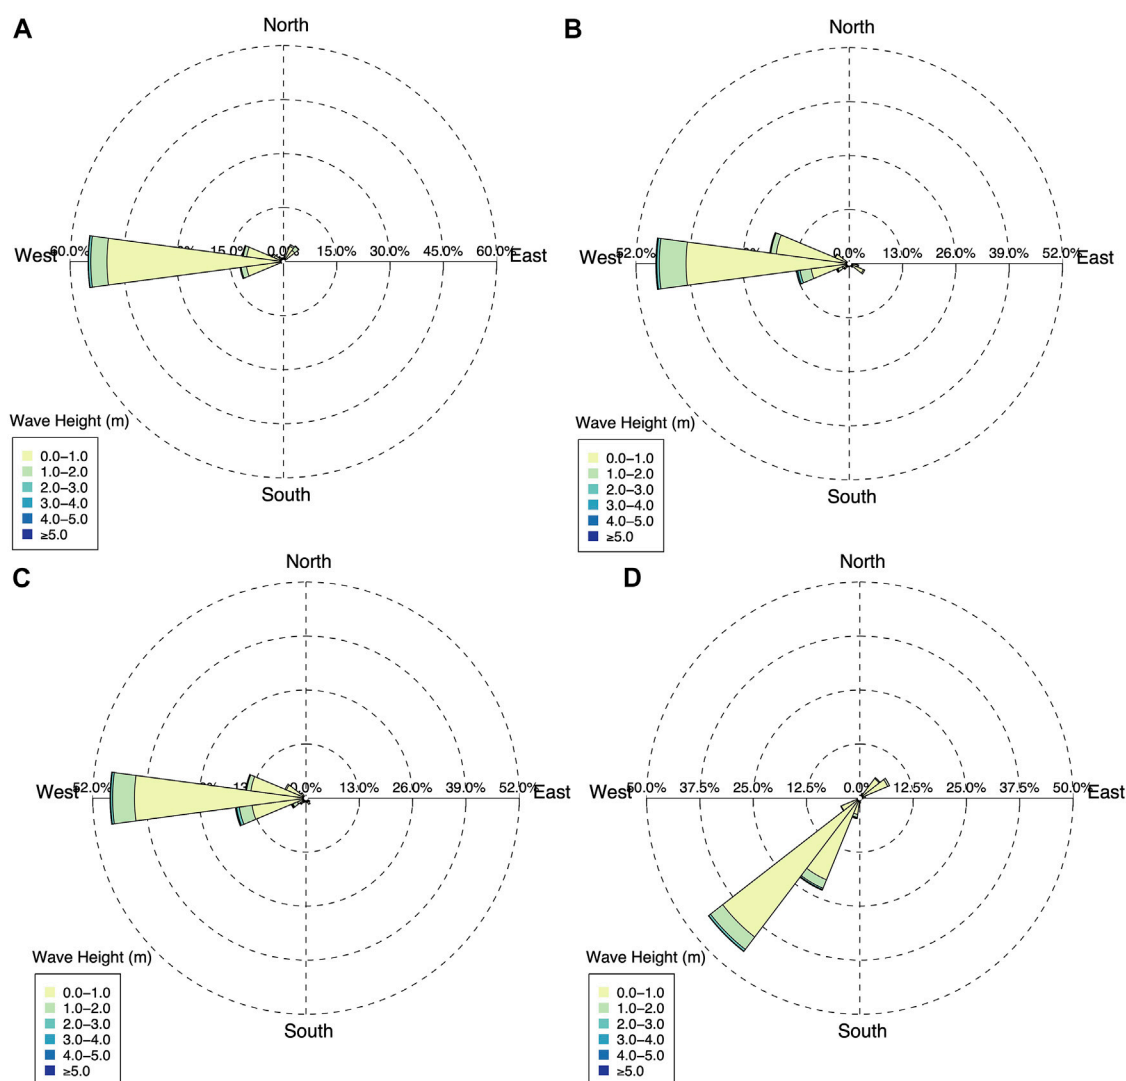 A
North
West 60.0% 15.0% 0.0% 15.0% 30.0% 45.0% 60.0% East
South
Wave Height (m)
0.0–1.0
1.0–2.0
2.0–3.0
3.0–4.0
4.0–5.0
≥5.0
B
North
West 52.0% 0.0% 13.0% 26.0% 39.0% 52.0% East
South
Wave Height (m)
0.0–1.0
1.0–2.0
2.0–3.0
3.0–4.0
4.0–5.0
≥5.0
C
North
West 52.0% 0.0% 13.0% 26.0% 39.0% 52.0% East
South
Wave Height (m)
0.0–1.0
1.0–2.0
2.0–3.0
3.0–4.0
4.0–5.0
≥5.0
D
North
West 50.0% 37.5% 25.0% 12.5% 0.0% 12.5% 25.0% 37.5% 50.0% East
South
Wave Height (m)
0.0–1.0
1.0–2.0
2.0–3.0
3.0–4.0
4.0–5.0
≥5.0